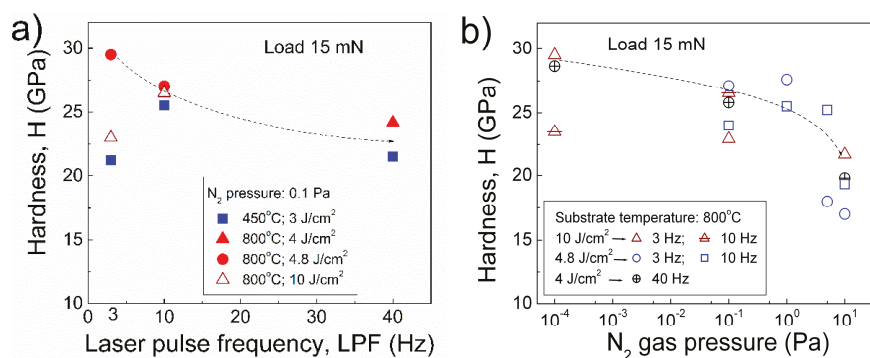 a)
Load 15 mN
Hardness, H (GPa)
30
25
20
15
10
N₂ pressure: 0.1 Pa
450°C; 3 J/cm²
800°C; 4 J/cm²
800°C; 4.8 J/cm²
800°C; 10 J/cm²
0 3 10 20 30 40
Laser pulse frequency, LPF (Hz)
b)
Load 15 mN
Hardness, H (GPa)
30
25
20
15
10
Substrate temperature: 800°C
10 J/cm² 3 Hz; 10 Hz
4.8 J/cm² 3 Hz; 10 Hz
4 J/cm² 40 Hz
10⁻⁴ 10⁻³ 10⁻² 10⁻¹ 10⁰ 10¹
N₂ gas pressure (Pa)